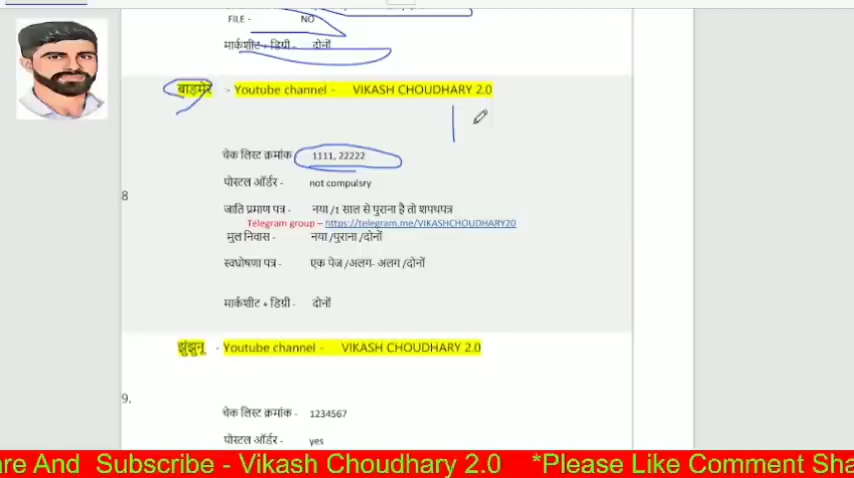 FILE - NO
मार्कशीट + डिग्री - दोनों
बाडमेर - Youtube channel - VIKASH CHOUDHARY 2.0
चेक लिस्ट क्रमांक 1111, 22222
8
पोस्टल ऑर्डर - not compulsry
जाति प्रमाण पत्र - नया /1 साल से पुराना है तो शपथपत्र
Telegram group – https://telegram.me/VIKASHCHOUDHARY20
मुल निवास - नया /पुराना /दोनों
स्वघोषणा पत्र - एक पेज /अलग- अलग /दोनों
मार्कशीट + डिग्री - दोनों
झुंझुनू - Youtube channel - VIKASH CHOUDHARY 2.0
9.
चेक लिस्ट क्रमांक - 1234567
पोस्टल ऑर्डर - yes
are And Subscribe - Vikash Choudhary 2.0 *Please Like Comment Sha